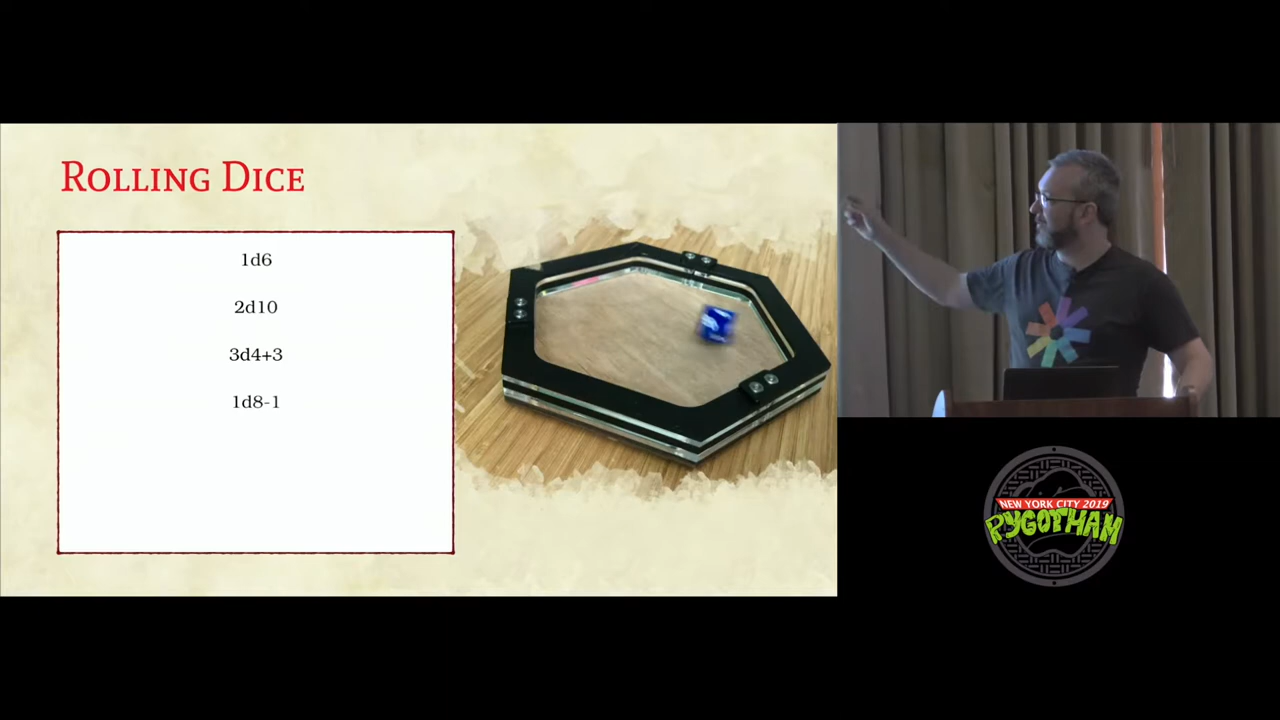 Rolling Dice
1d6
2d10
3d4+3
1d8-1
NEW YORK CITY 2019
PYGOTHAM